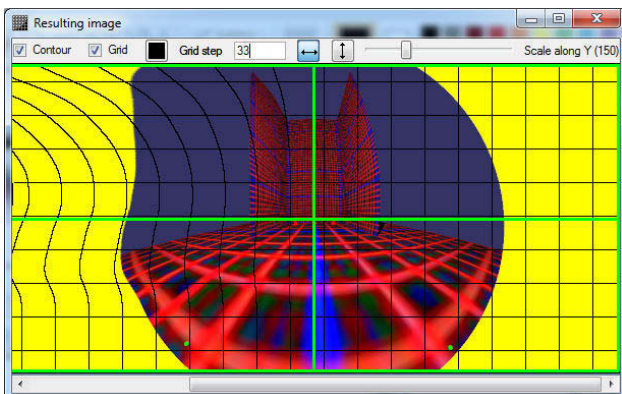 Resulting image
Contour Grid Grid step 33 Scale along Y (150)